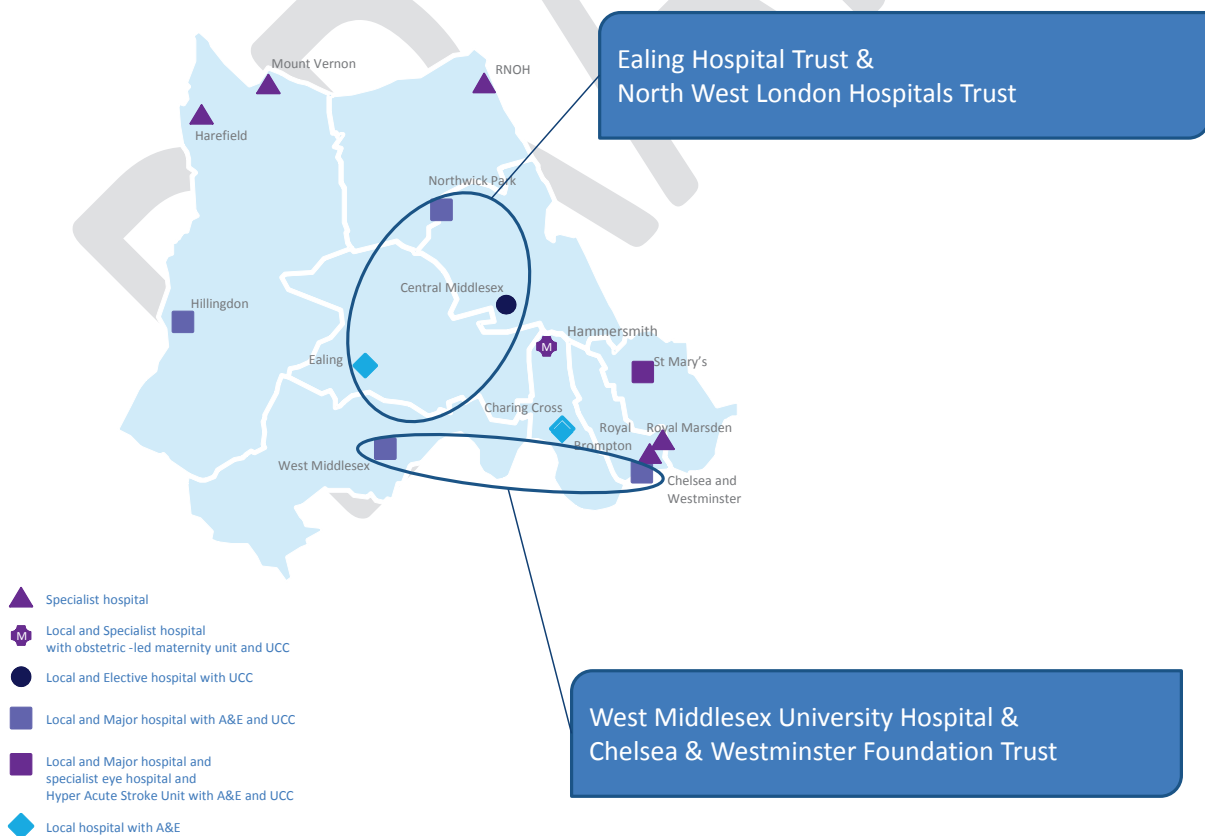 Ealing Hospital Trust &
North West London Hospitals Trust
Mount Vernon
RNOH
Harefield
Northwick Park
Central Middlesex
Hillingdon
Hammersmith
M
Ealing
St Mary's
Charing Cross
Royal
Brompton
Royal Marsden
West Middlesex
Chelsea and
Westminster
Specialist hospital
M
Local and Specialist hospital
with obstetric -led maternity unit and UCC
Local and Elective hospital with UCC
Local and Major hospital with A&E and UCC
Local and Major hospital and
specialist eye hospital and
Hyper Acute Stroke Unit with A&E and UCC
Local hospital with A&E
West Middlesex University Hospital &
Chelsea & Westminster Foundation Trust